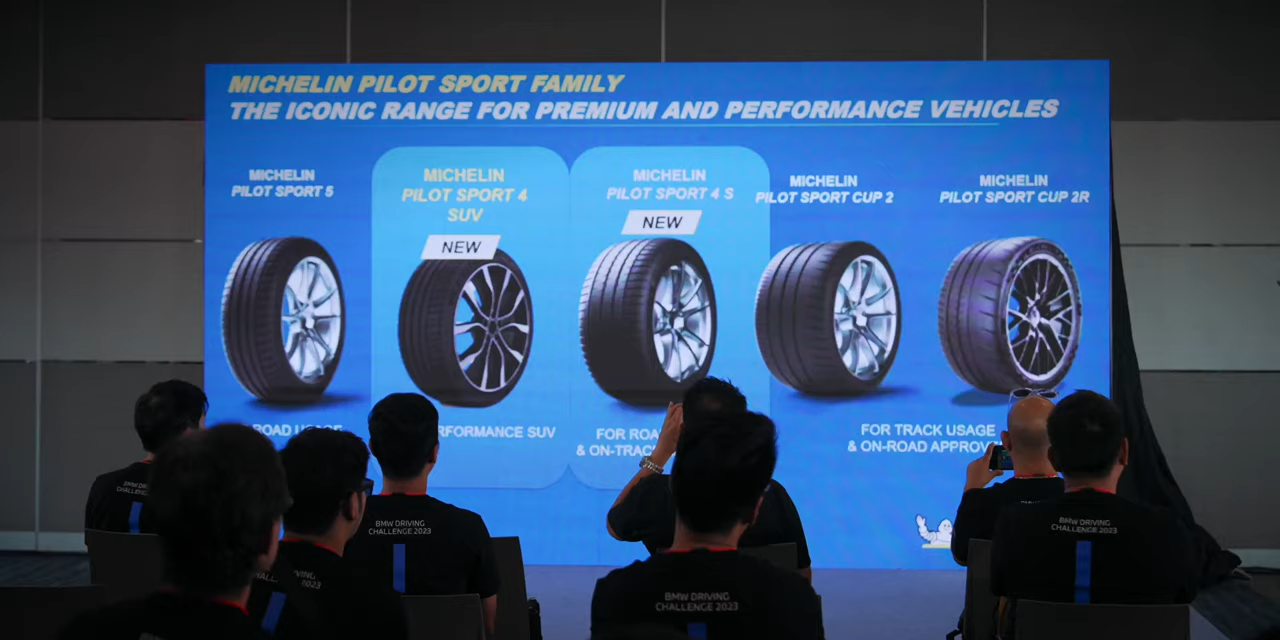 MICHELIN PILOT SPORT FAMILY
THE ICONIC RANGE FOR PREMIUM AND PERFORMANCE VEHICLES
MICHELIN
PILOT SPORT 5
MICHELIN
PILOT SPORT 4
SUV
NEW
MICHELIN
PILOT SPORT 4 S
NEW
MICHELIN
PILOT SPORT CUP 2
MICHELIN
PILOT SPORT CUP 2R
ROAD USAGE
RFORMANCE SUV
FOR ROA
& ON-TRAC
FOR TRACK USAGE
& ON-ROAD APPROV
BMW DRIVING
CHALL
BMW DRIVING
CHALLENGE 2023
VING
2023
BMW DRIVING
CHALLENGE 2023
BMW DRIVING
CHALLENGE 2023